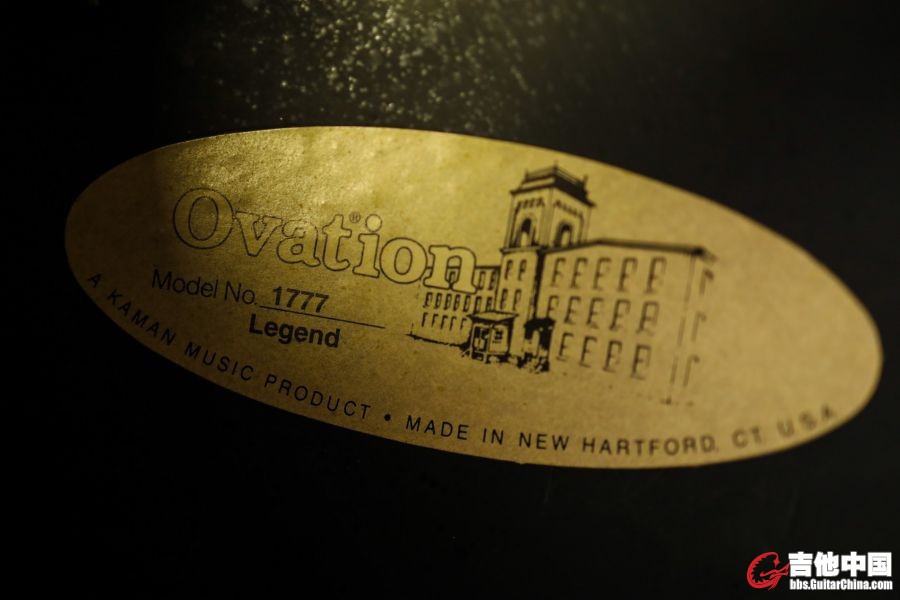 Ovation®
Model No. 1777
Legend
A KAMAN MUSIC PRODUCT • MADE IN NEW HARTFORD, CT. U.S.A.
吉他中国
bbs.GuitarChina.com